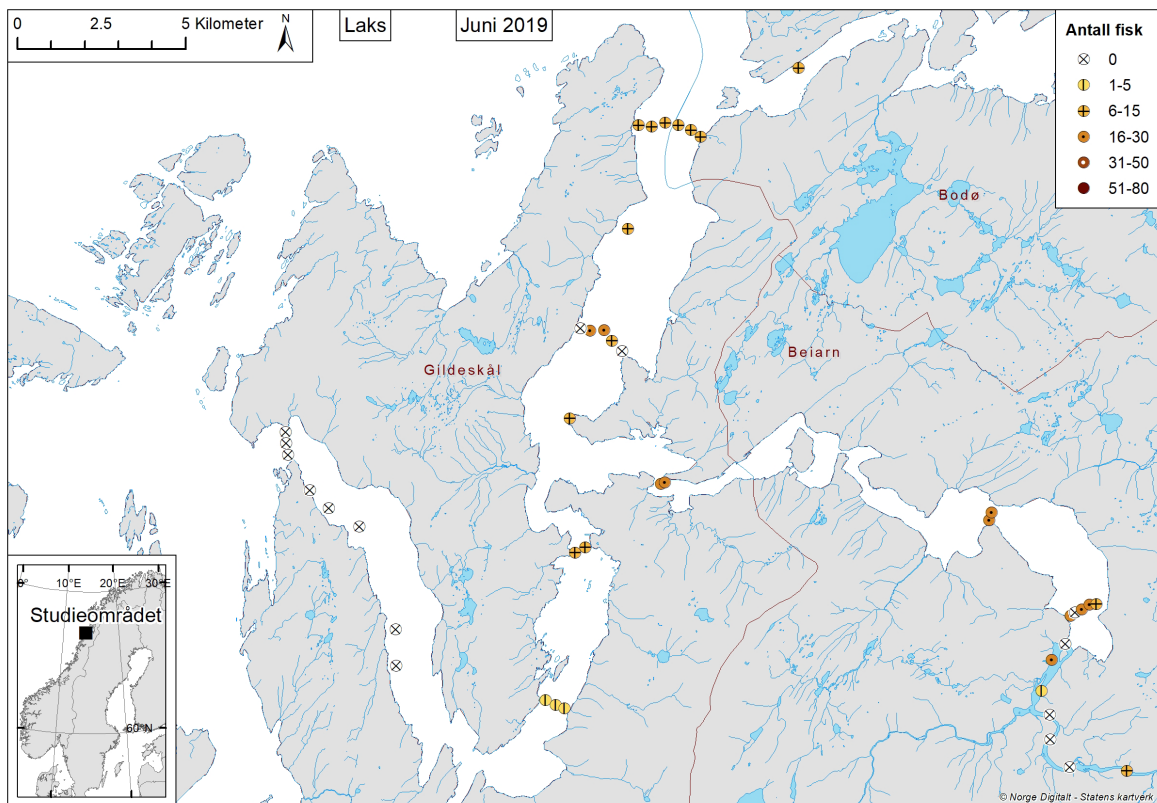 0 2.5 5 Kilometer
N
Laks
Juni 2019
Antall fisk
0
1-5
6-15
16-30
31-50
51-80
Bodø
Beiarn
Gildeskål
0° 10°E 20°E 30°E
Studieområdet
60°N
© Norge Digitalt - Statens kartverk